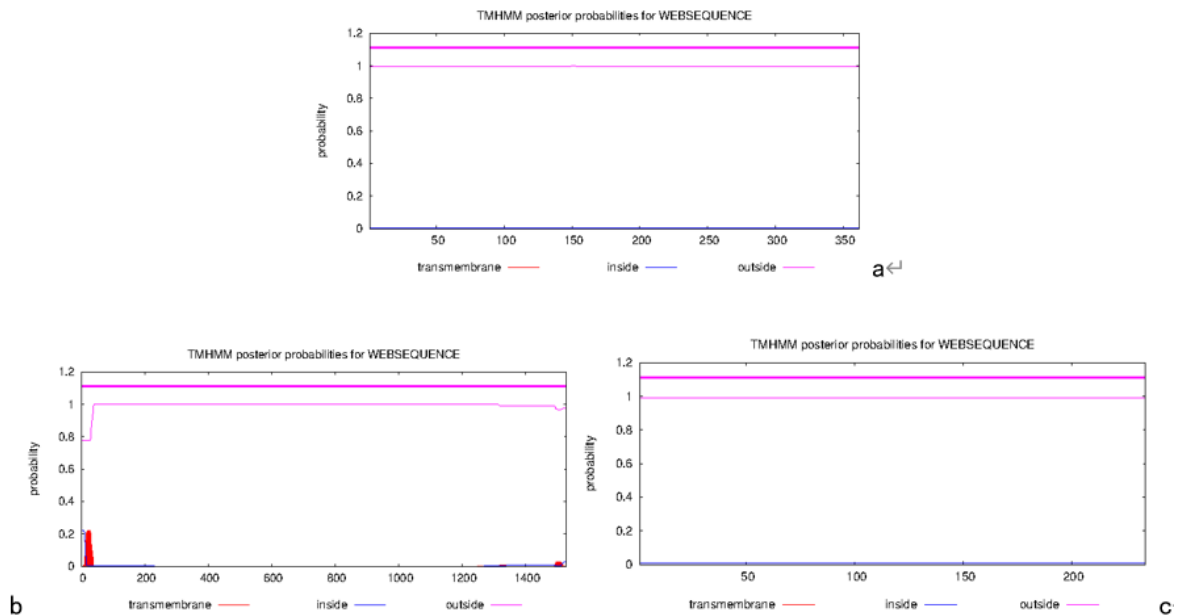 TMHMM posterior probabilities for WEBSEQUENCE
1.2
1
0.8
0.6
0.4
0.2
0
probability
50 100 150 200 250 300 350
transmembrane inside outside
a↵
TMHMM posterior probabilities for WEBSEQUENCE
1.2
1
0.8
0.6
0.4
0.2
0
probability
0 200 400 600 800 1000 1200 1400
transmembrane inside outside
b
TMHMM posterior probabilities for WEBSEQUENCE
1.2
1
0.8
0.6
0.4
0.2
0
probability
50 100 150 200
transmembrane inside outside
c